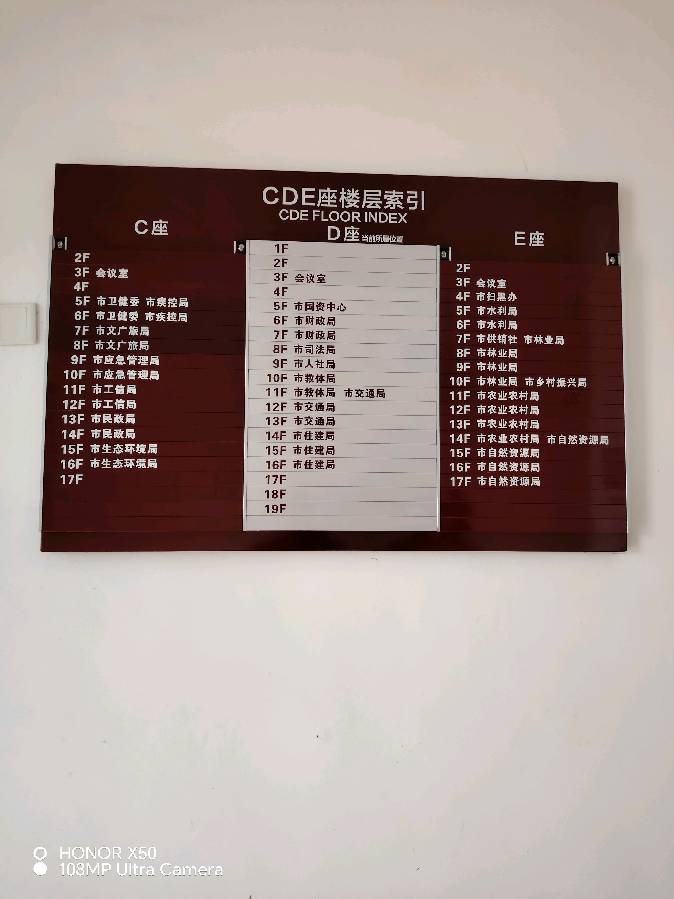 CDE座楼层索引
CDE FLOOR INDEX
C座
2F
3F 会议室
4F
5F 市卫健委 市疾控局
6F 市卫健委 市疾控局
7F 市文广旅局
8F 市文广旅局
9F 市应急管理局
10F 市应急管理局
11F 市工信局
12F 市工信局
13F 市民政局
14F 市民政局
15F 市生态环境局
16F 市生态环境局
17F
D座 当前所属位置
1F
2F
3F 会议室
4F
5F 市国资中心
6F 市财政局
7F 市财政局
8F 市司法局
9F 市人社局
10F 市教体局
11F 市教体局 市交通局
12F 市交通局
13F 市交通局
14F 市住建局
15F 市住建局
16F 市住建局
17F
18F
19F
E座
2F
3F 会议室
4F 市扫黑办
5F 市水利局
6F 市水利局
7F 市供销社 市林业局
8F 市林业局
9F 市林业局
10F 市林业局 市乡村振兴局
11F 市农业农村局
12F 市农业农村局
13F 市农业农村局
14F 市农业农村局 市自然资源局
15F 市自然资源局
16F 市自然资源局
17F 市自然资源局
HONOR X50
108MP Ultra Camera